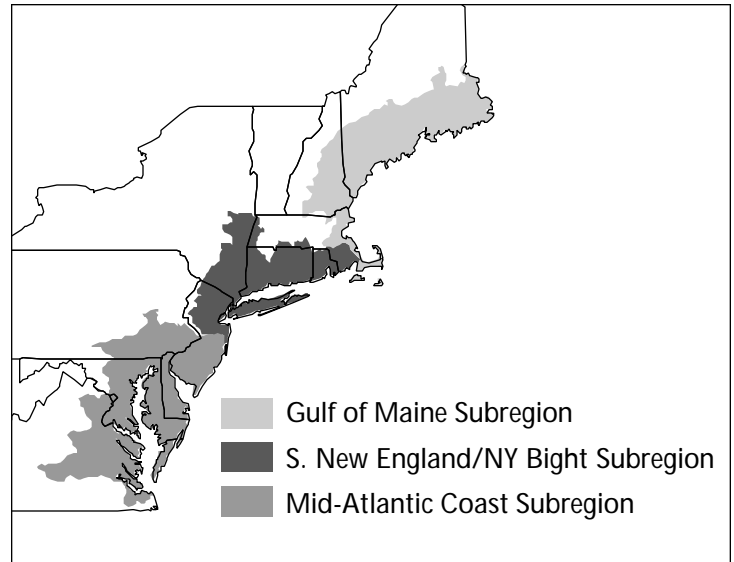 Gulf of Maine Subregion
S. New England/NY Bight Subregion
Mid-Atlantic Coast Subregion